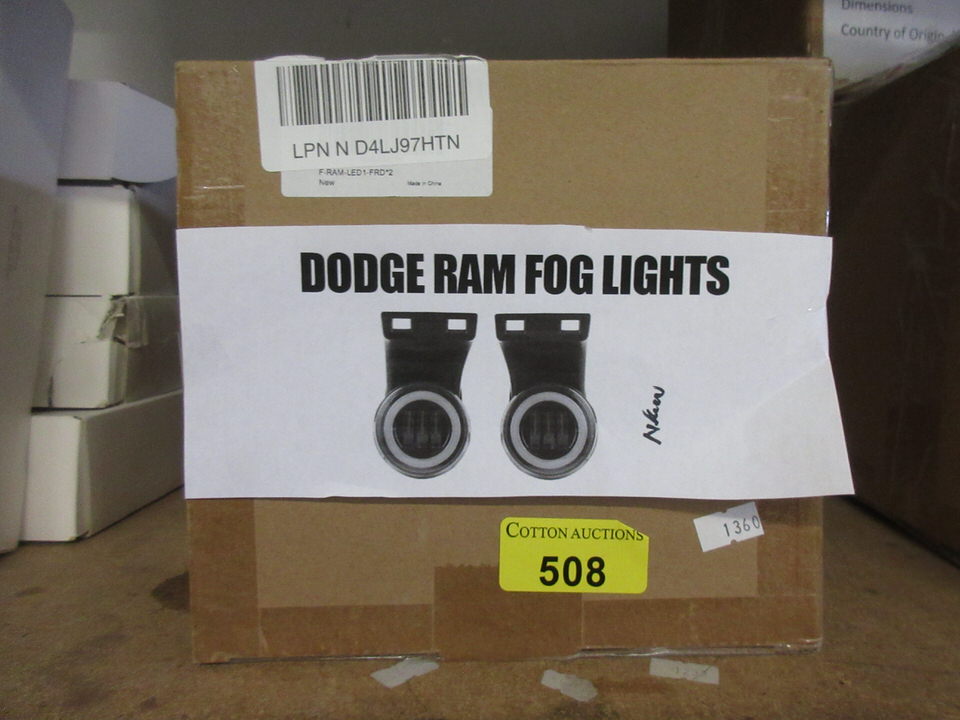 Dimensions
Country of Origin
LPN N D4LJ97HTN
F-RAM-LED1-FRD*2
New
Made in China
DODGE RAM FOG LIGHTS
New
1360
COTTON AUCTIONS
508